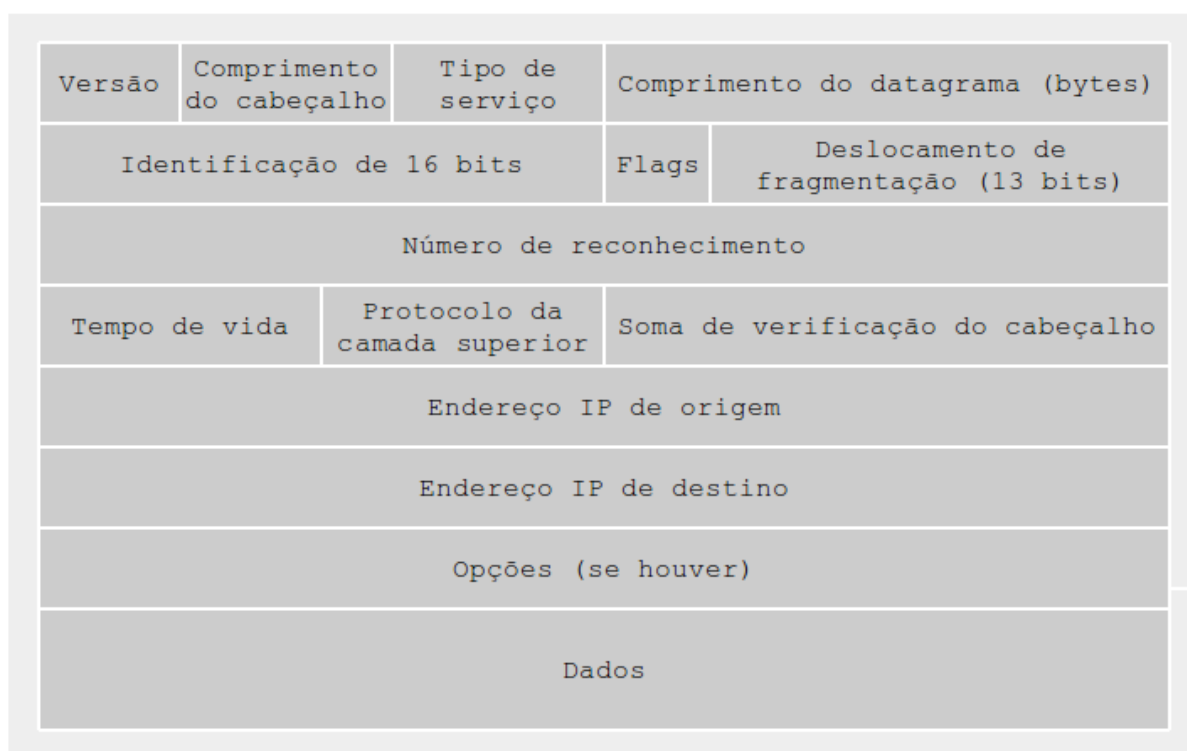 Versão
Comprimento
do cabeçalho
Tipo de
serviço
Comprimento do datagrama (bytes)
Identificação de 16 bits
Flags
Deslocamento de
fragmentação (13 bits)
Número de reconhecimento
Tempo de vida
Protocolo da
camada superior
Soma de verificação do cabeçalho
Endereço IP de origem
Endereço IP de destino
Opções (se houver)
Dados